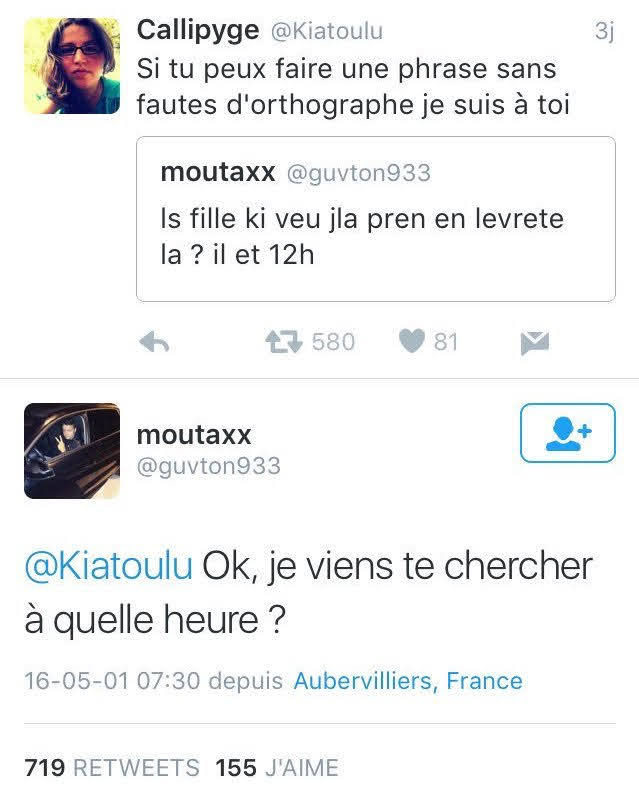 Callipyge @Kiatoulu 3j
Si tu peux faire une phrase sans
fautes d'orthographe je suis à toi
moutaxx @guvton933
ls fille ki veu jla pren en levrete
la ? il et 12h
580 81
moutaxx
@guvton933
@Kiatoulu Ok, je viens te chercher
à quelle heure ?
16-05-01 07:30 depuis Aubervilliers, France
719 RETWEETS 155 J'AIME